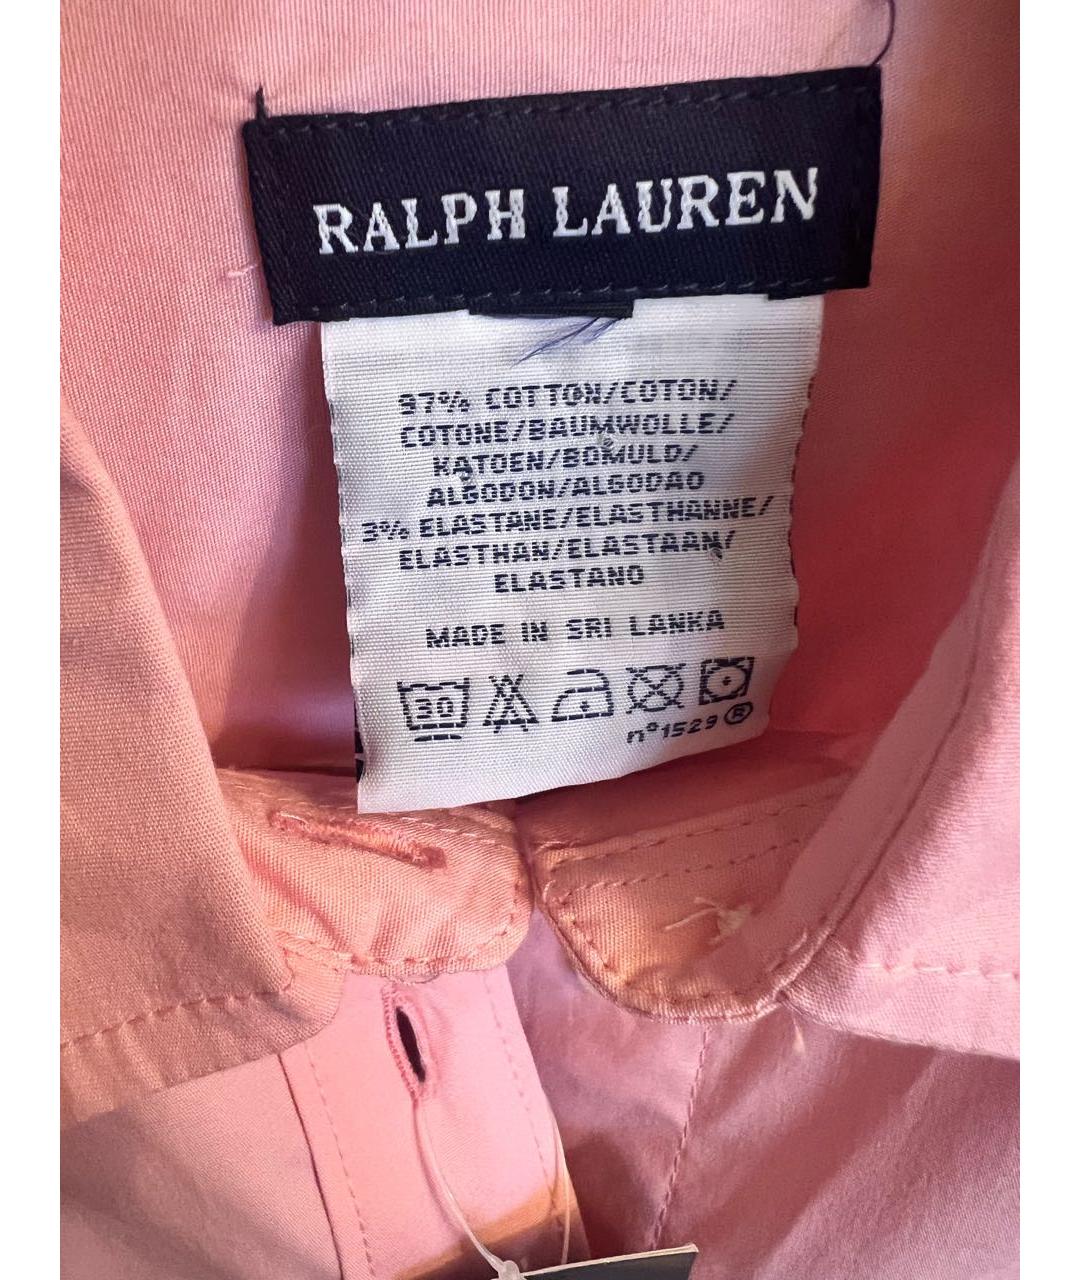 RALPH LAUREN
97% COTTON/COTON/
COTONE/BAUMWOLLE/
KATOEN/BOMULD/
ALGODON/ALGODAO
3% ELASTANE/ELASTHANNE/
ELASTHAN/ELASTAAN/
ELASTANO
MADE IN SRI LANKA
30
n°1529 ®